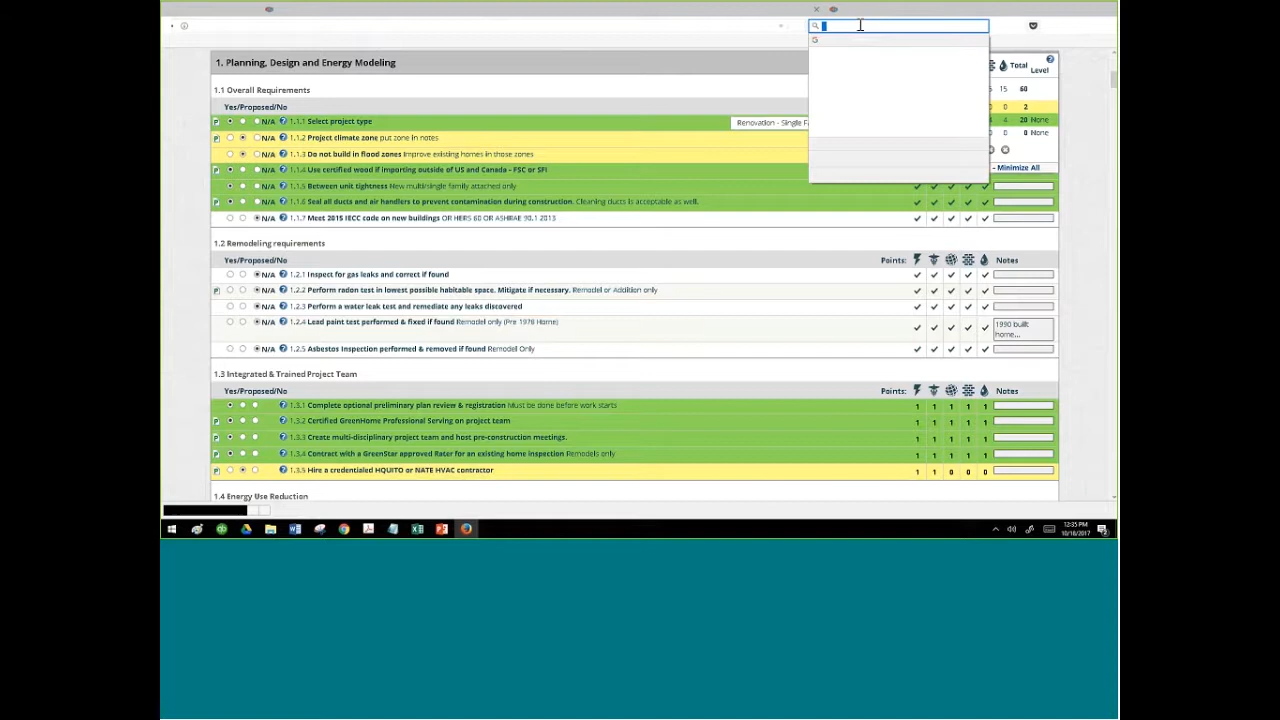 G
1. Planning, Design and Energy Modeling
Total
Level
1.1 Overall Requirements
5 15 60
Yes/Proposed/No
0 2
N/A 1.1.1 Select project type
Renovation - Single Fa
4 20 None
N/A 1.1.2 Project climate zone put zone in notes
0 0 None
1.1.3 Do not build in flood zones Improve existing homes in those zones
1.1.4 Use certified wood if importing outside of US and Canada - FSC or SFI
- Minimize All
1.1.5 Between unit tightness New multi/single family attached only
1.1.6 Seal all ducts and air handlers to prevent contamination during construction. Cleaning ducts is acceptable as well.
N/A 1.1.7 Meet 2015 IECC code on new buildings OR HERS 60 OR ASHRAE 90.1 2013
1.2 Remodeling requirements
Yes/Proposed/No Points: Notes
N/A 1.2.1 Inspect for gas leaks and correct if found
N/A 1.2.2 Perform radon test in lowest possible habitable space. Mitigate if necessary. Remodel or Addition only
N/A 1.2.3 Perform a water leak test and remediate any leaks discovered
N/A 1.2.4 Lead paint test performed & fixed if found Remodel only (Pre 1978 Home)
1990 built
home...
N/A 1.2.5 Asbestos Inspection performed & removed if found Remodel Only
1.3 Integrated & Trained Project Team
Yes/Proposed/No Points: Notes
1.3.1 Complete optional preliminary plan review & registration Must be done before work starts 1 1 1 1 1
1.3.2 Certified GreenHome Professional Serving on project team 1 1 1 1 1
1.3.3 Create multi-disciplinary project team and host pre-construction meetings. 1 1 1 1 1
1.3.4 Contract with a GreenStar approved Rater for an existing home inspection Remodels only 1 1 1 1 1
1.3.5 Hire a credentialed HQUITO or NATE HVAC contractor 1 1 0 0 0
1.4 Energy Use Reduction
12:35 PM
10/18/2017